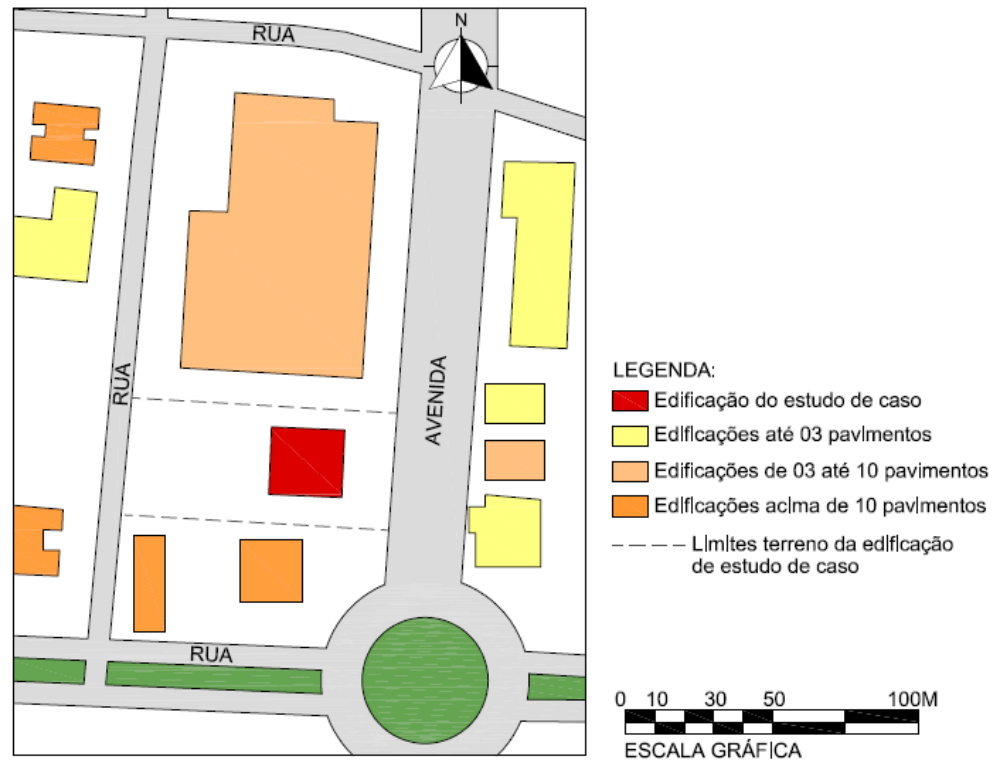 N
RUA
RUA
AVENIDA
RUA
LEGENDA:
Edificação do estudo de caso
Edificações até 03 pavimentos
Edificações de 03 até 10 pavimentos
Edificações acima de 10 pavimentos
Limites terreno da edificação
de estudo de caso
0 10 30 50 100M
ESCALA GRÁFICA